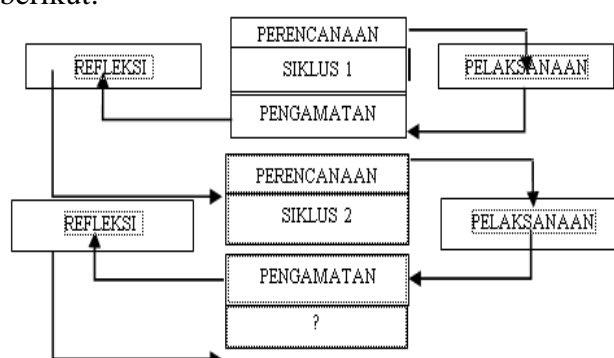 berikut:
PERENCANAAN
REFLEKSI
SIKLUS 1
PELAKSANAAN
PENGAMATAN
PERENCANAAN
REFLEKSI
SIKLUS 2
PELAKSANAAN
PENGAMATAN
?